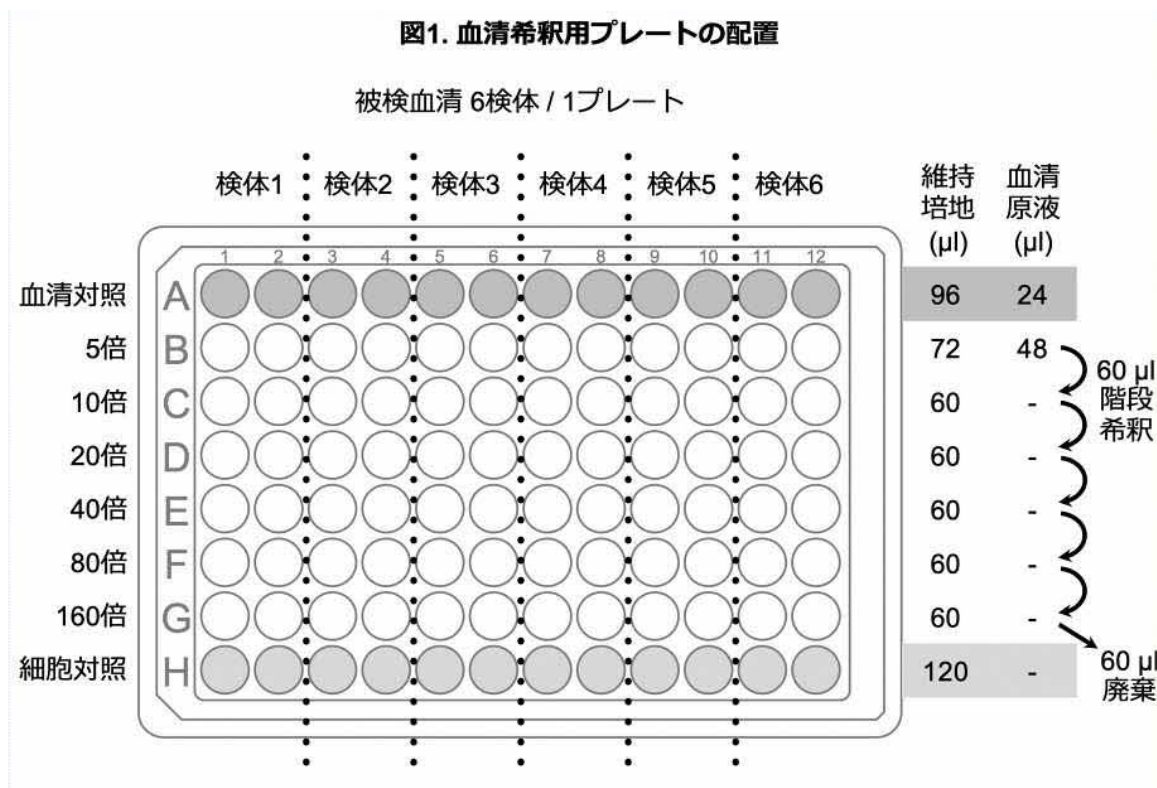 図1. 血清希釈用プレートの配置
被検血清 6検体 / 1プレート
検体1 検体2 検体3 検体4 検体5 検体6
維持培地(µl)
血清原液(µl)
1 2 3 4 5 6 7 8 9 10 11 12
血清対照 A 96 24
5倍 B 72 48
10倍 C 60 -
20倍 D 60 -
40倍 E 60 -
80倍 F 60 -
160倍 G 60 -
細胞対照 H 120 -
60 µl
階段
希釈
60 µl
廃棄